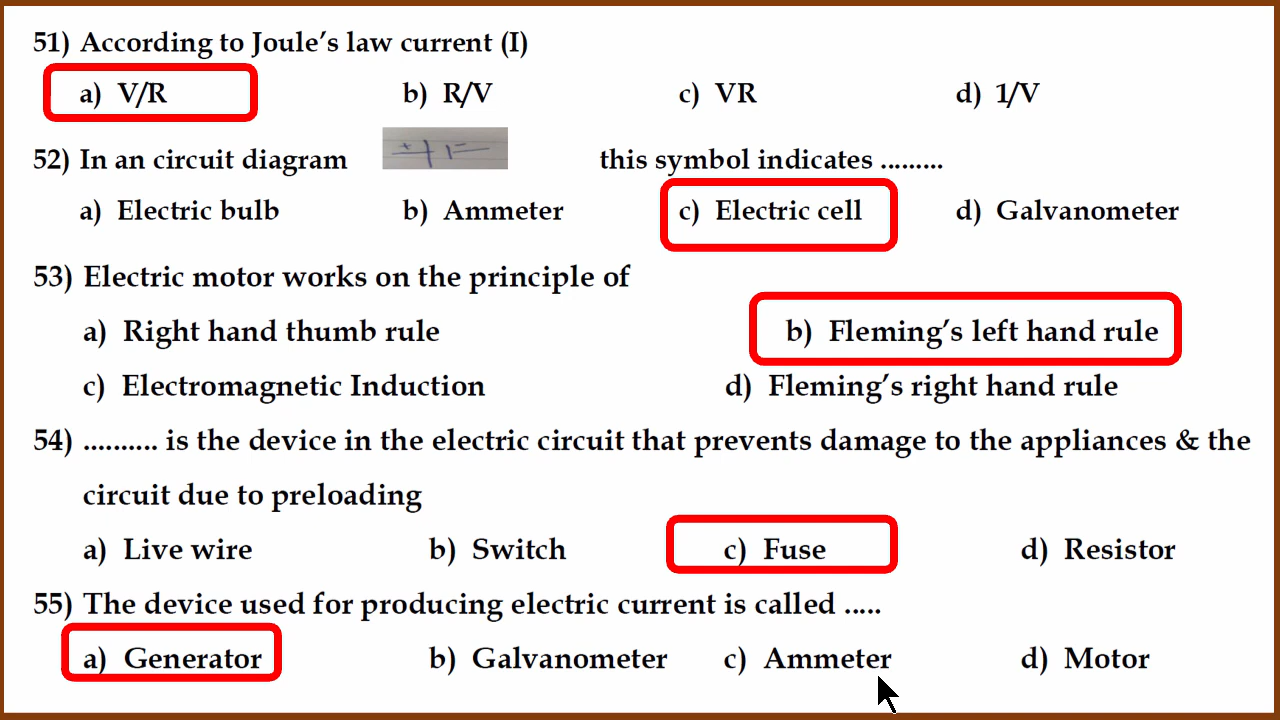 51) According to Joule's law current (I)
a) V/R b) R/V c) VR d) 1/V
52) In an circuit diagram this symbol indicates .........
a) Electric bulb b) Ammeter c) Electric cell d) Galvanometer
53) Electric motor works on the principle of
a) Right hand thumb rule b) Fleming's left hand rule
c) Electromagnetic Induction d) Fleming's right hand rule
54) .......... is the device in the electric circuit that prevents damage to the appliances & the
circuit due to preloading
a) Live wire b) Switch c) Fuse d) Resistor
55) The device used for producing electric current is called .....
a) Generator b) Galvanometer c) Ammeter d) Motor